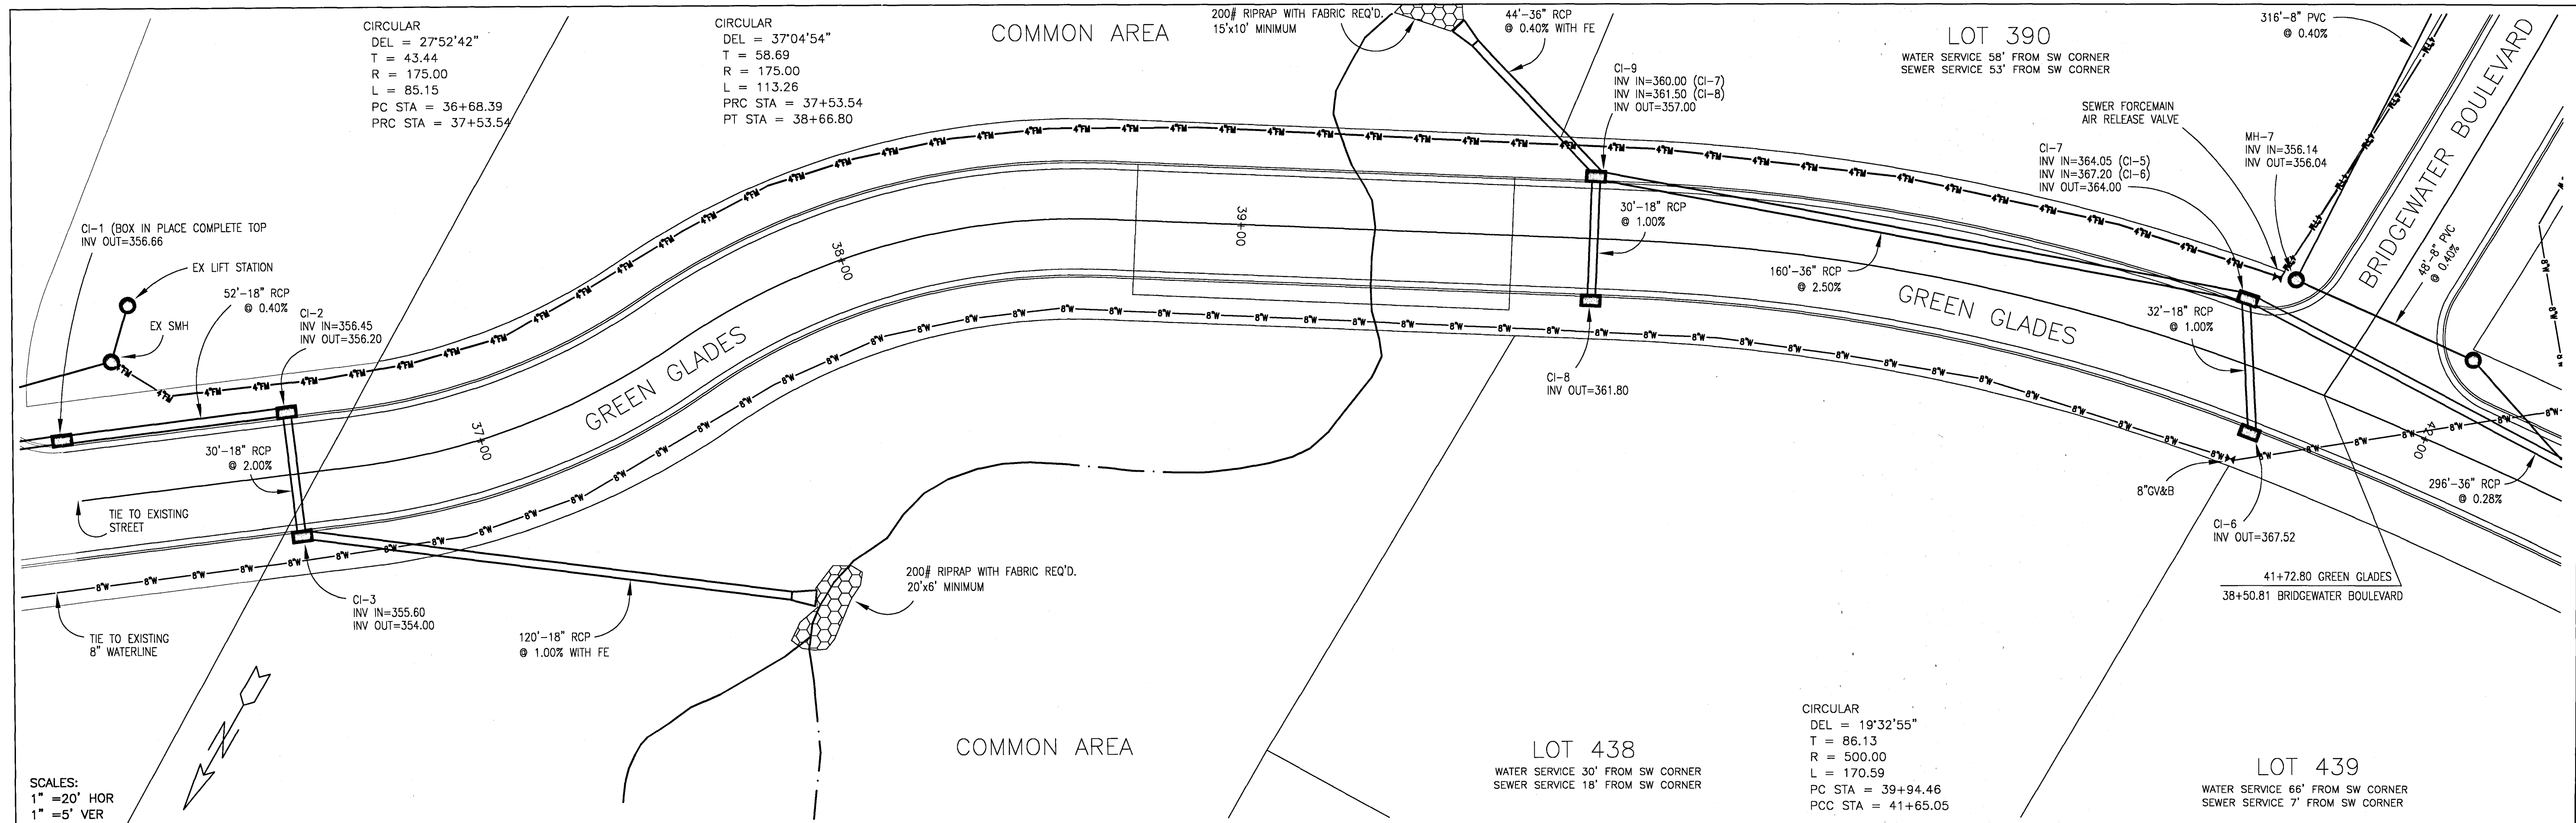 CIRCULAR
DEL = 27°52'42"
T = 43.44
R = 175.00
L = 85.15
PC STA = 36+68.39
PRC STA = 37+53.54
CIRCULAR
DEL = 37°04'54"
T = 58.69
R = 175.00
L = 113.26
PRC STA = 37+53.54
PT STA = 38+66.80
COMMON AREA
200# RIPRAP WITH FABRIC REQ'D.
15'x10' MINIMUM
44'-36" RCP
@ 0.40% WITH FE
CI-9
INV IN=360.00 (CI-7)
INV IN=361.50 (CI-8)
INV OUT=357.00
LOT 390
WATER SERVICE 58' FROM SW CORNER
SEWER SERVICE 53' FROM SW CORNER
316'-8" PVC
@ 0.40%
BRIDGEWATER BOULEVARD
SEWER FORCEMAIN
AIR RELEASE VALVE
MH-7
INV IN=356.14
INV OUT=356.04
CI-7
INV IN=364.05 (CI-5)
INV IN=367.20 (CI-6)
INV OUT=364.00
CI-1 (BOX IN PLACE COMPLETE TOP
INV OUT=356.66
EX LIFT STATION
52'-18" RCP
@ 0.40%
EX SMH
CI-2
INV IN=356.45
INV OUT=356.20
38+00
39+00
30'-18" RCP
@ 1.00%
160'-36" RCP
@ 2.50%
GREEN GLADES
32'-18" RCP
@ 1.00%
48'-8" PVC
@ 0.40%
GREEN GLADES
37+00
30'-18" RCP
@ 2.00%
CI-8
INV OUT=361.80
42+00
8"GV&B
296'-36" RCP
@ 0.28%
CI-6
INV OUT=367.52
TIE TO EXISTING
STREET
41+72.80 GREEN GLADES
38+50.81 BRIDGEWATER BOULEVARD
200# RIPRAP WITH FABRIC REQ'D.
20'x6' MINIMUM
CI-3
INV IN=355.60
INV OUT=354.00
TIE TO EXISTING
8" WATERLINE
120'-18" RCP
@ 1.00% WITH FE
4"FM
8"W
N
COMMON AREA
LOT 438
WATER SERVICE 30' FROM SW CORNER
SEWER SERVICE 18' FROM SW CORNER
CIRCULAR
DEL = 19°32'55"
T = 86.13
R = 500.00
L = 170.59
PC STA = 39+94.46
PCC STA = 41+65.05
LOT 439
WATER SERVICE 66' FROM SW CORNER
SEWER SERVICE 7' FROM SW CORNER
SCALES:
1" =20' HOR
1" =5' VER